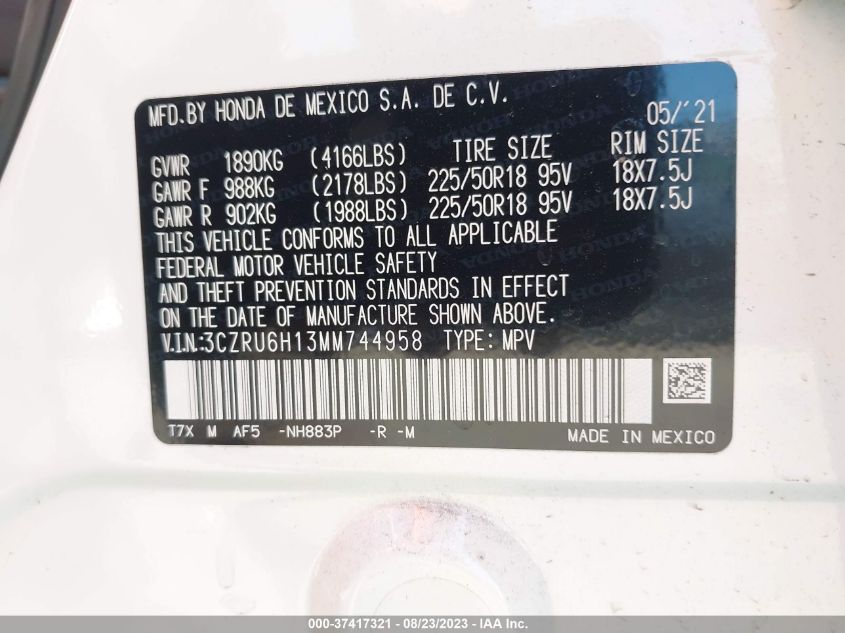 MFD.BY HONDA DE MEXICO S.A. DE C.V. 05/'21
GVWR 1890KG (4166LBS) TIRE SIZE RIM SIZE
GAWR F 988KG (2178LBS) 225/50R18 95V 18X7.5J
GAWR R 902KG (1988LBS) 225/50R18 95V 18X7.5J
THIS VEHICLE CONFORMS TO ALL APPLICABLE
FEDERAL MOTOR VEHICLE SAFETY
AND THEFT PREVENTION STANDARDS IN EFFECT
ON THE DATE OF MANUFACTURE SHOWN ABOVE.
V.I.N.:3CZRU6H13MM744958 TYPE: MPV
T7X M AF5 -NH883P -R -M MADE IN MEXICO
000-37417321 / 08/23/2023 - IAA Inc.